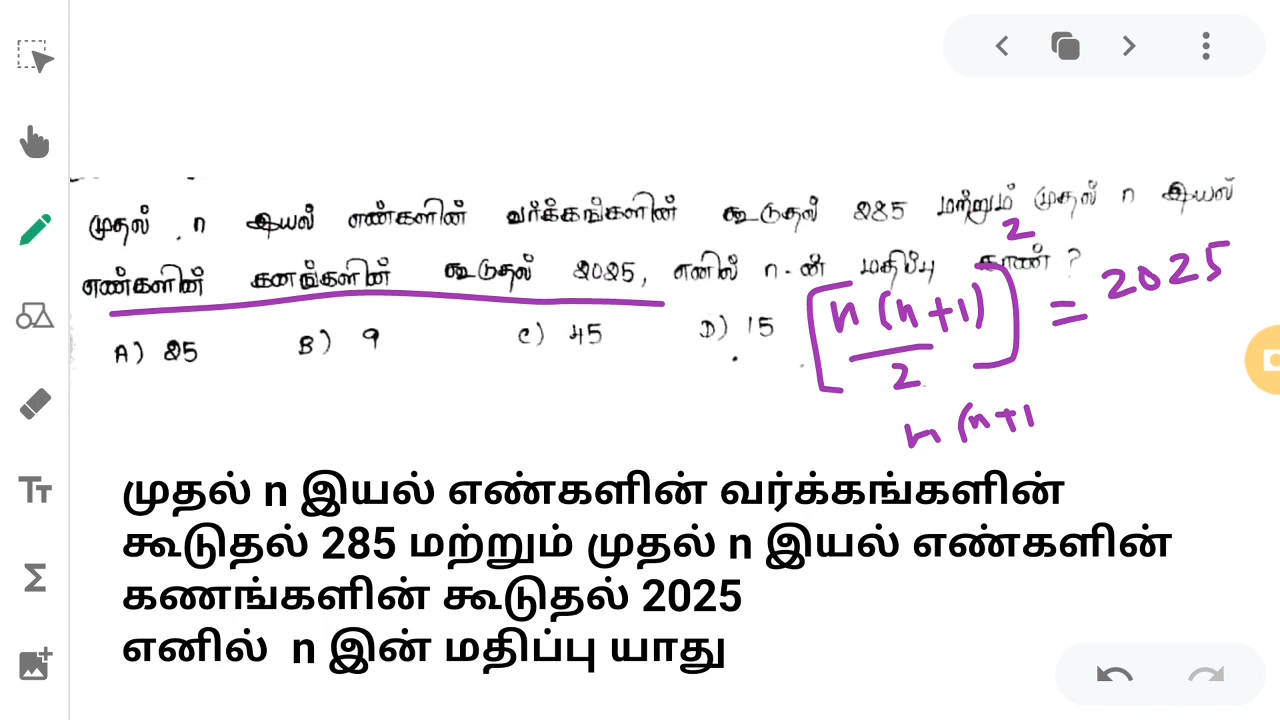 முதல் n இயல் எண்களின் வர்க்கங்களின் கூடுதல் 285 மற்றும் முதல் n இயல்
எண்களின் கனங்களின் கூடுதல் 2025, எனில் n-ன் மதிப்பு காண் ?
A) 25 B) 9 C) 45 D) 15
[n(n+1)/2]² = 2025
n (n+1
முதல் n இயல் எண்களின் வர்க்கங்களின்
கூடுதல் 285 மற்றும் முதல் n இயல் எண்களின்
கணங்களின் கூடுதல் 2025
எனில் n இன் மதிப்பு யாது
Tт
Σ